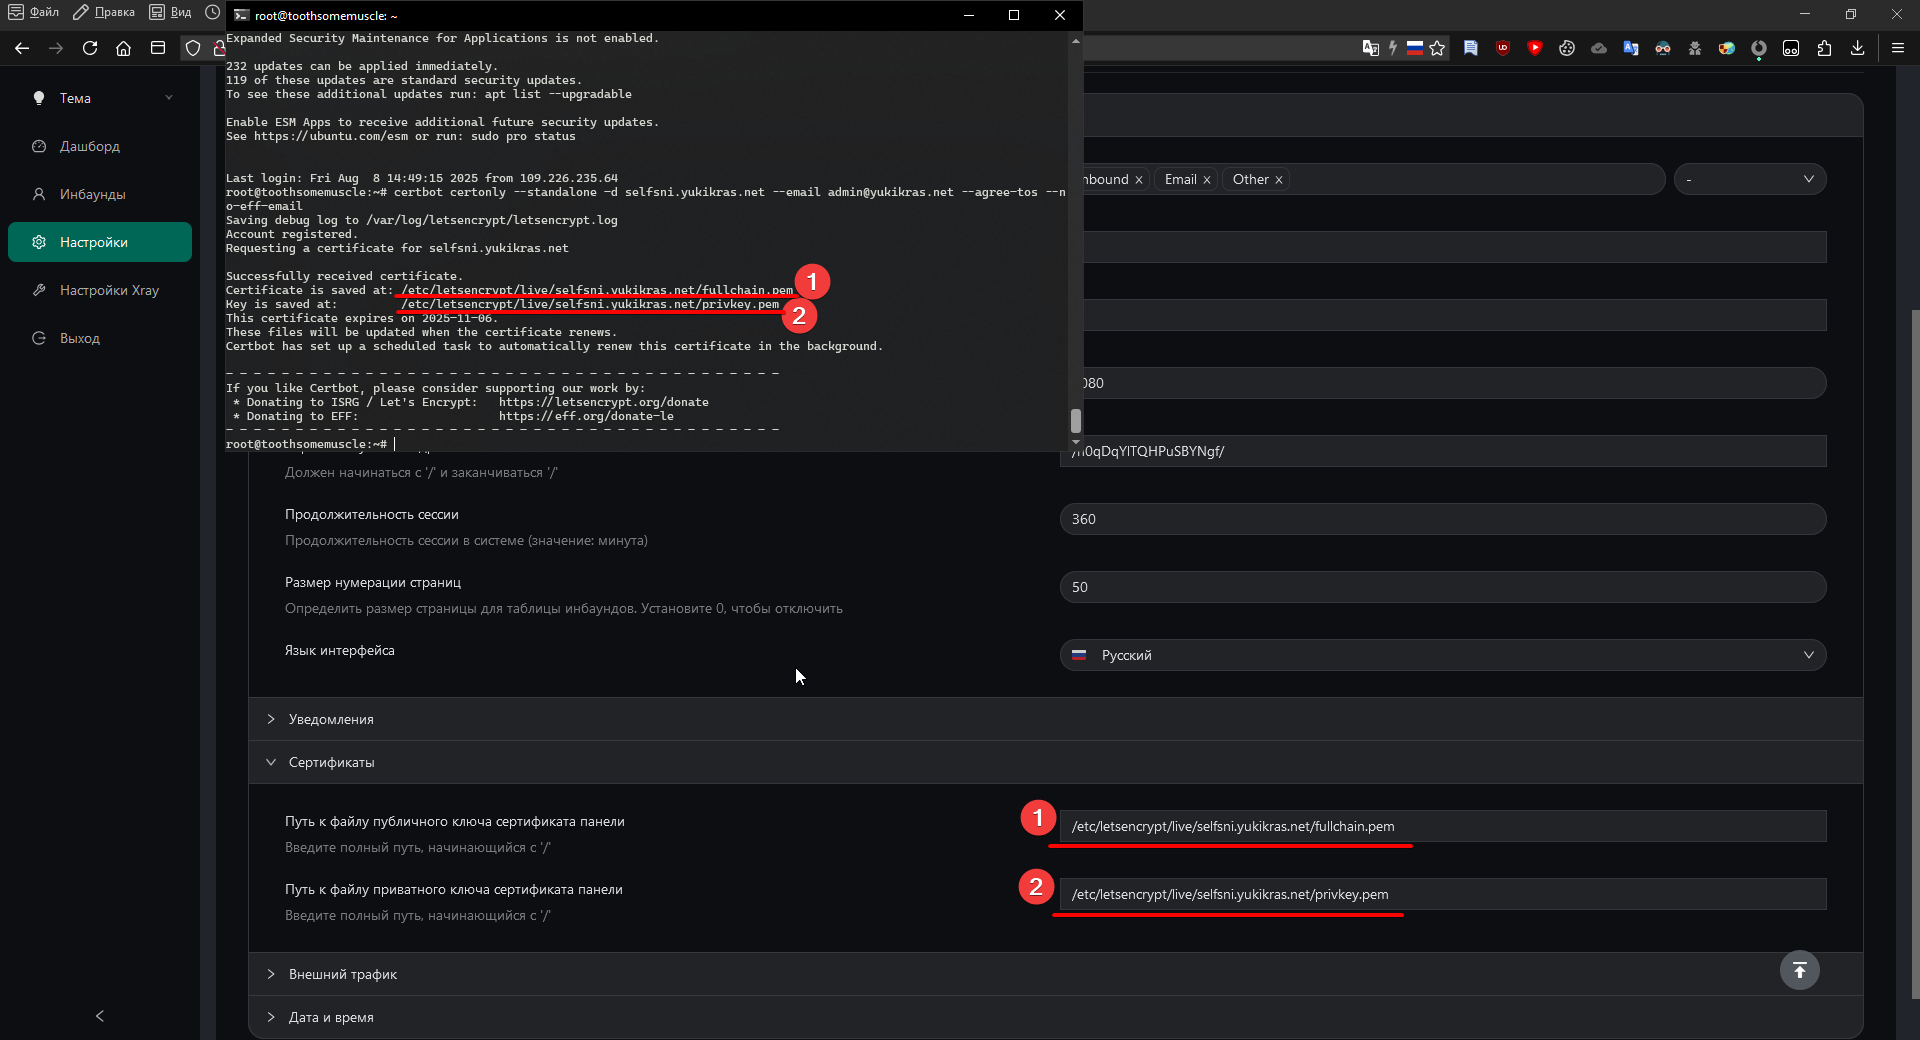 Файл
Правка
Вид
root@toothsomemuscle: ~
Expanded Security Maintenance for Applications is not enabled.
232 updates can be applied immediately.
119 of these updates are standard security updates.
To see these additional updates run: apt list --upgradable
Enable ESM Apps to receive additional future security updates.
See https://ubuntu.com/esm or run: sudo pro status
Last login: Fri Aug  8 14:49:15 2025 from 109.226.235.64
root@toothsomemuscle:~# certbot certonly --standalone -d selfsni.yukikras.net --email admin@yukikras.net --agree-tos --n
o-eff-email
Saving debug log to /var/log/letsencrypt/letsencrypt.log
Account registered.
Requesting a certificate for selfsni.yukikras.net
Successfully received certificate.
Certificate is saved at: /etc/letsencrypt/live/selfsni.yukikras.net/fullchain.pem
1
Key is saved at:         /etc/letsencrypt/live/selfsni.yukikras.net/privkey.pem
2
This certificate expires on 2025-11-06.
These files will be updated when the certificate renews.
Certbot has set up a scheduled task to automatically renew this certificate in the background.
- - - - - - - - - - - - - - - - - - - - - - - - - - - - - - - - - - - - - - - -
If you like Certbot, please consider supporting our work by:
* Donating to ISRG / Let's Encrypt:   https://letsencrypt.org/donate
* Donating to EFF:                    https://eff.org/donate-le
- - - - - - - - - - - - - - - - - - - - - - - - - - - - - - - - - - - - - - - -
root@toothsomemuscle:~#
Тема
Дашборд
Инбаунды
Настройки
Настройки Xray
Выход
nbound ×
Email ×
Other ×
-
080
0qDqYlTQHPuSBYNgf/
Должен начинаться с '/' и заканчиваться '/'
Продолжительность сессии
Продолжительность сессии в системе (значение: минута)
360
Размер нумерации страниц
Определить размер страницы для таблицы инбаундов. Установите 0, чтобы отключить
50
Язык интерфейса
Русский
Уведомления
Сертификаты
Путь к файлу публичного ключа сертификата панели
Введите полный путь, начинающийся с '/'
1
/etc/letsencrypt/live/selfsni.yukikras.net/fullchain.pem
Путь к файлу приватного ключа сертификата панели
Введите полный путь, начинающийся с '/'
2
/etc/letsencrypt/live/selfsni.yukikras.net/privkey.pem
Внешний трафик
Дата и время